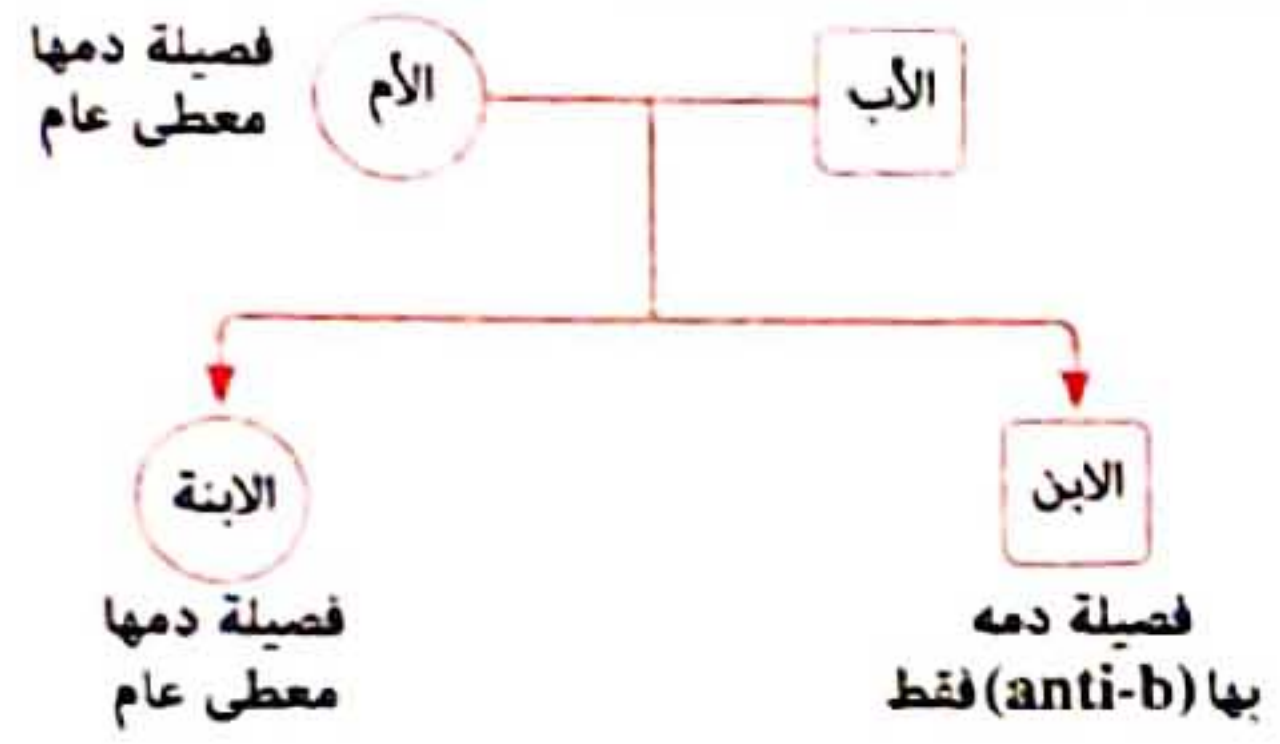 الأب
الأم
فصيلة دمها
معطى عام
الابن
الابنة
فصيلة دمه
بها (anti-b) فقط
فصيلة دمها
معطى عام